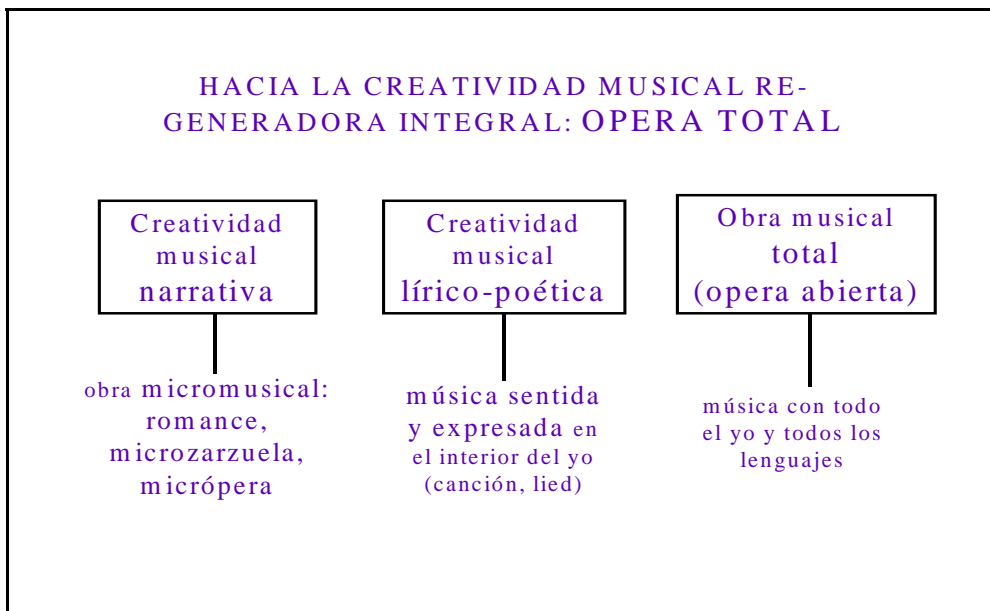 HACIA LA CREATIVIDAD MUSICAL RE-
GENERADORA INTEGRAL: OPERA TOTAL
Creatividad
musical
narrativa
obra micromusical:
romance,
microzarzuela,
micrópera
Creatividad
musical
lírico-poética
música sentida
y expresada en
el interior del yo
(canción, lied)
Obra musical
total
(opera abierta)
música con todo
el yo y todos los
lenguajes